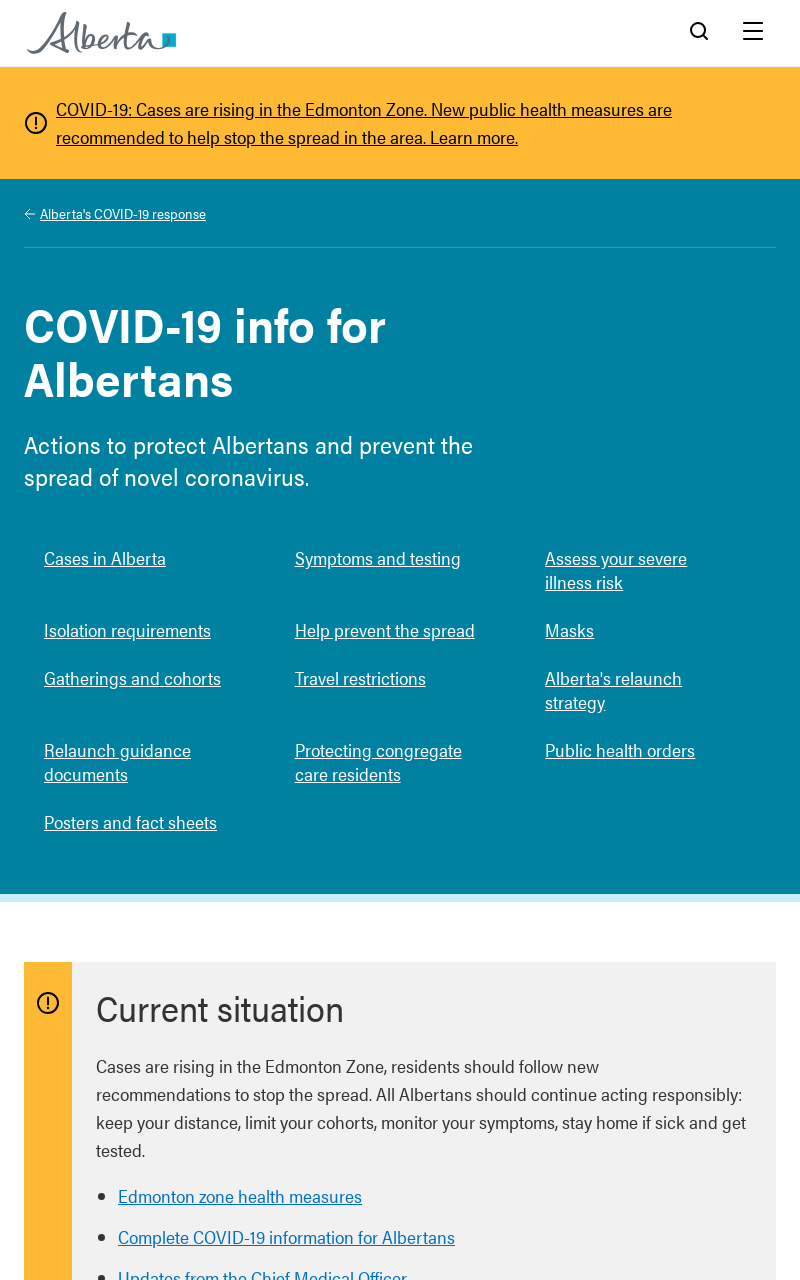 Alberta
COVID-19: Cases are rising in the Edmonton Zone. New public health measures are
recommended to help stop the spread in the area. Learn more.
Alberta's COVID-19 response
COVID-19 info for
Albertans
Actions to protect Albertans and prevent the
spread of novel coronavirus.
Cases in Alberta
Symptoms and testing
Assess your severe
illness risk
Isolation requirements
Help prevent the spread
Masks
Gatherings and cohorts
Travel restrictions
Alberta's relaunch
strategy
Relaunch guidance
documents
Protecting congregate
care residents
Public health orders
Posters and fact sheets
Current situation
Cases are rising in the Edmonton Zone, residents should follow new
recommendations to stop the spread. All Albertans should continue acting responsibly:
keep your distance, limit your cohorts, monitor your symptoms, stay home if sick and get
tested.
Edmonton zone health measures
Complete COVID-19 information for Albertans
Updates from the Chief Medical Officer